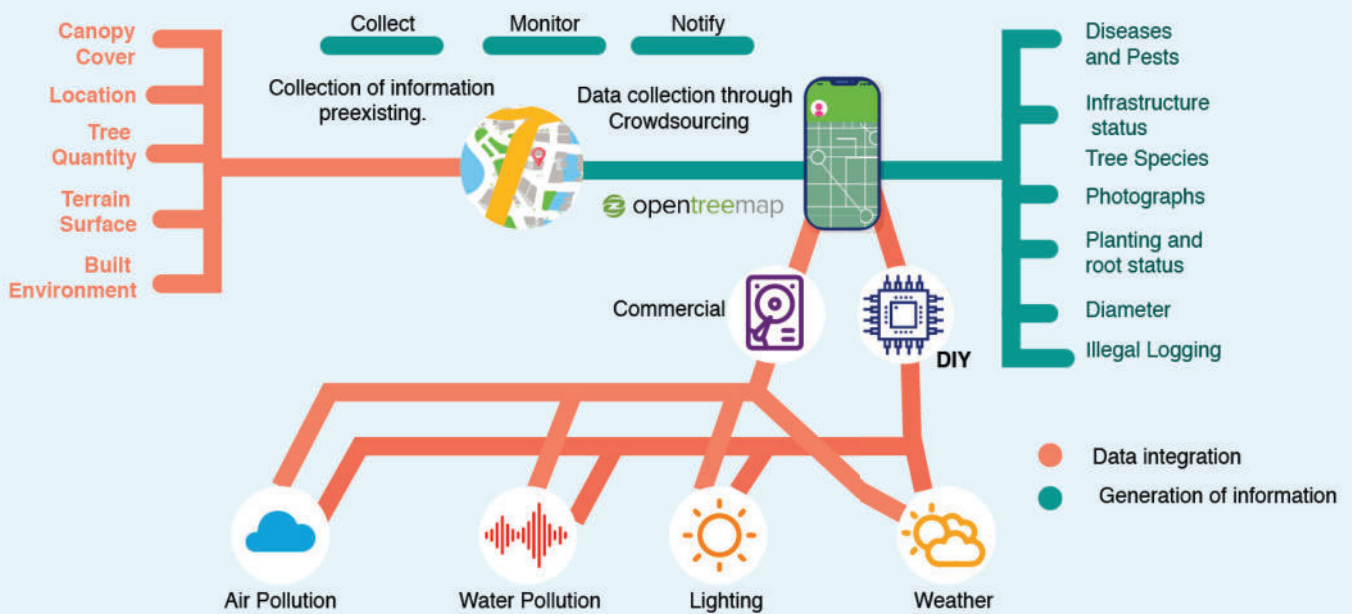 Canopy
Cover
Location
Tree
Quantity
Terrain
Surface
Built
Environment
Collect
Monitor
Notify
Collection of information
preexisting.
Data collection through
Crowdsourcing
opentreemap
Diseases
and Pests
Infrastructure
status
Tree Species
Photographs
Planting and
root status
Diameter
Illegal Logging
Commercial
DIY
Data integration
Generation of information
Air Pollution
Water Pollution
Lighting
Weather